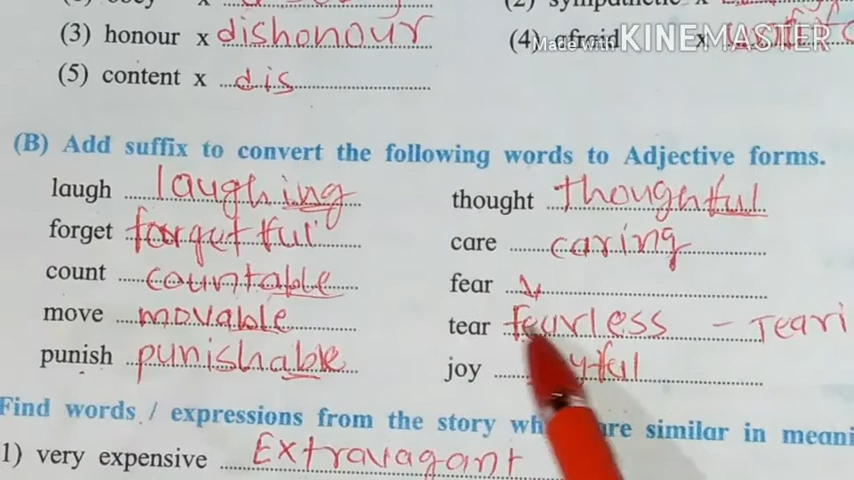 (3) honour x dishonour
(4) afraid x
Made with KINEMASTER
(5) content x dis
(B) Add suffix to convert the following words to Adjective forms.
laugh laughing
thought thoughtful
forget forgetful
care caring
count countable
fear
move movable
tear fearless - Teari
punish punishable
joy joyful
Find words / expressions from the story wh are similar in meani
1) very expensive Extravagant